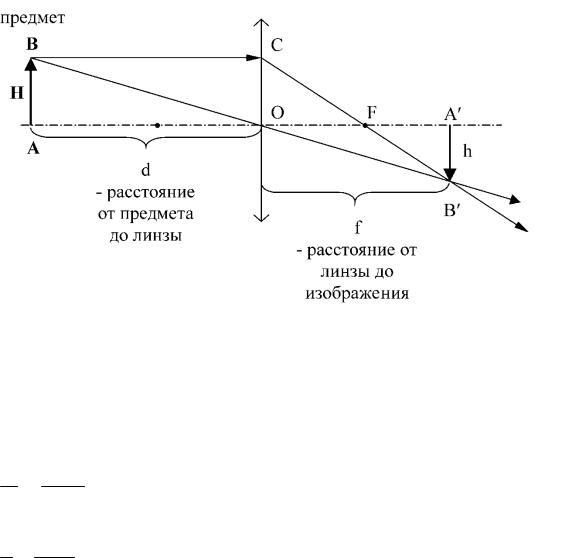 предмет
B
C
H
O
F
A′
A
h
d
- расстояние
от предмета
до линзы
B′
f
- расстояние от
линзы до
изображения